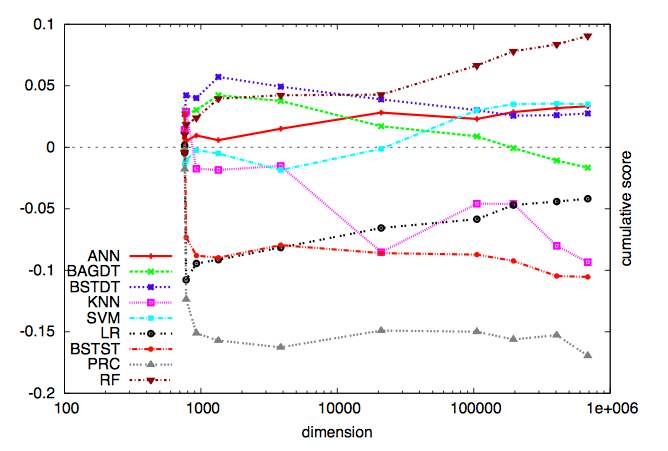 0.1
0.05
0
-0.05
-0.1
-0.15
-0.2
ANN
BAGDT
BSTDT
KNN
SVM
LR
BSTST
PRC
RF
100
1000
10000
100000
1e+006
dimension
cumulative score